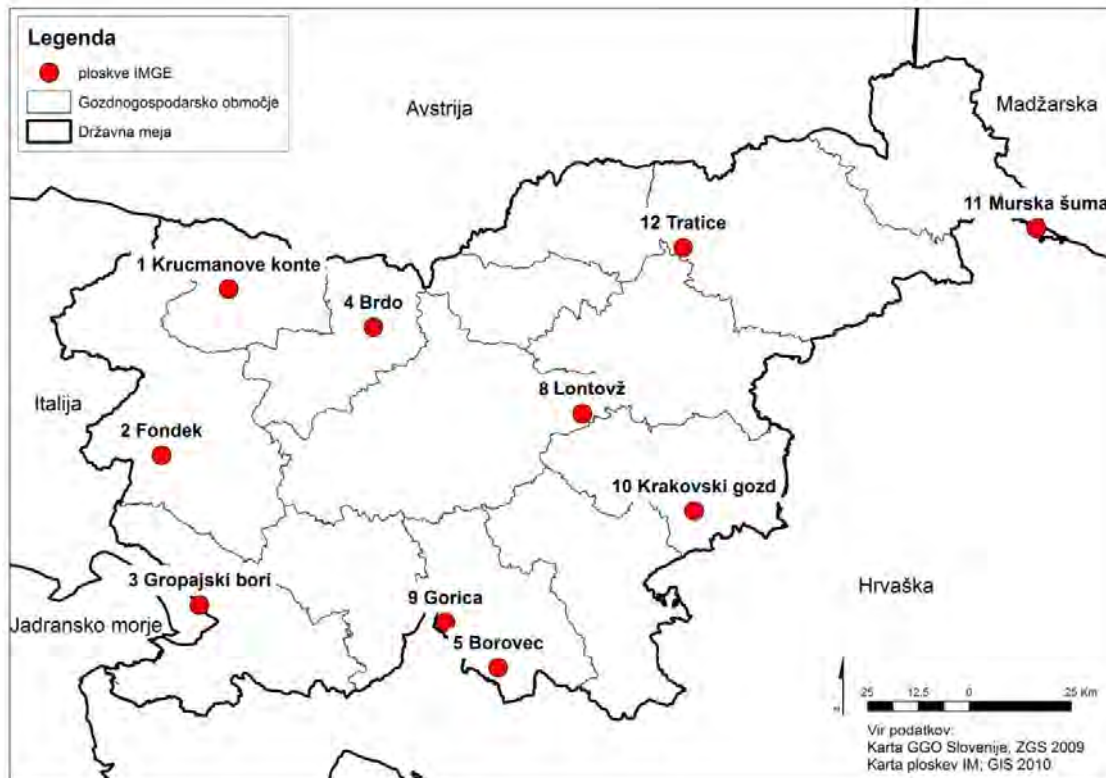 Legenda
ploskve IMGE
Gozdnogospodarsko območje
Državna meja
Avstrija
Madžarska
11 Murska šuma
12 Tratice
1 Krucmanove konte
4 Brdo
Italija
8 Lontovž
2 Fondek
10 Krakovski gozd
3 Gropajski bori
Hrvaška
9 Gorica
Jadransko morje
5 Borovec
N
25 12,5 0 25 Km
Vir podatkov:
Karta GGO Slovenije, ZGS 2009
Karta ploskev IM; GIS 2010